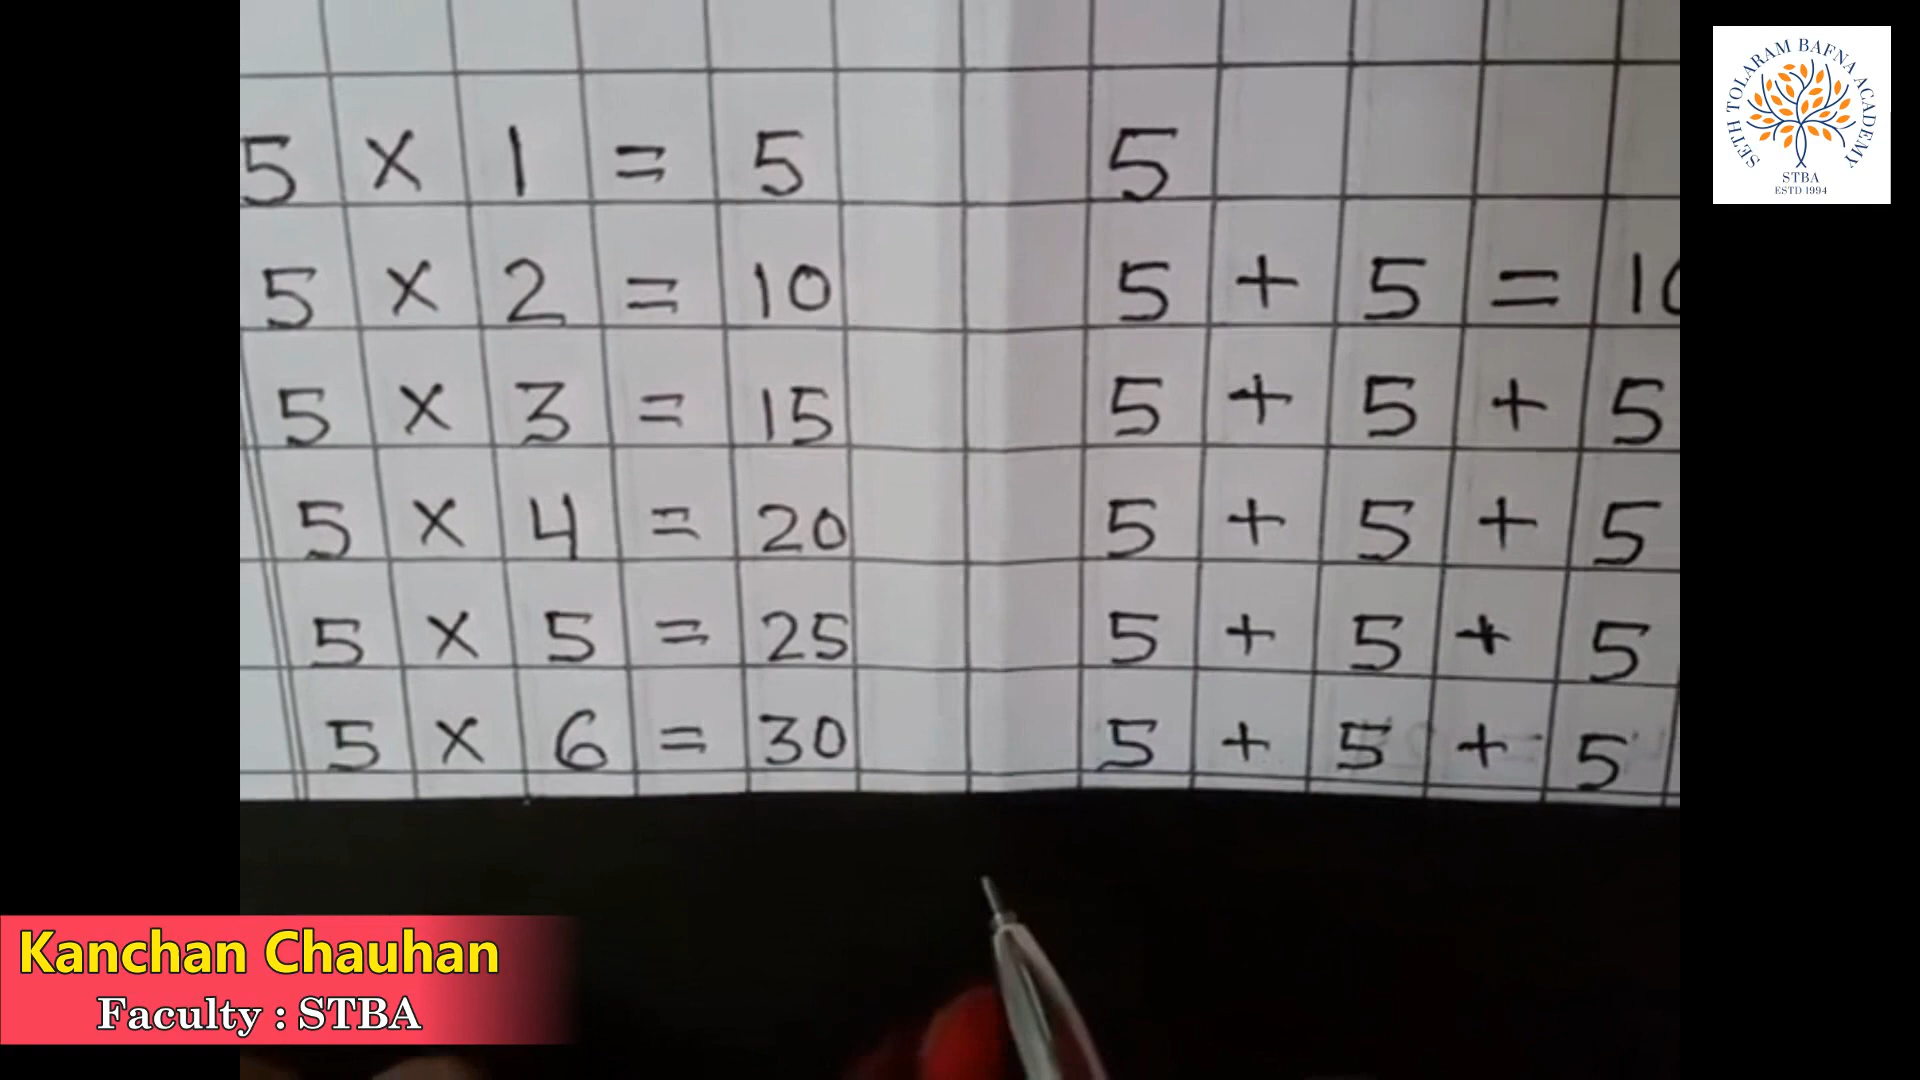 5 × 1 = 5 5
5 × 2 = 10 5 + 5 = 10
5 × 3 = 15 5 + 5 + 5
5 × 4 = 20 5 + 5 + 5
5 × 5 = 25 5 + 5 + 5
5 × 6 = 30 5 + 5 + 5
SETH TOLARAM BAFNA ACADEMY
STBA
ESTD 1994
Kanchan Chauhan
Faculty : STBA